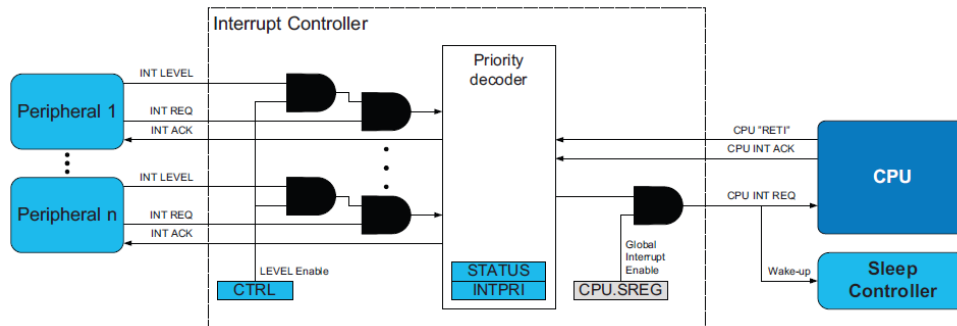 Interrupt Controller
Peripheral 1
INT LEVEL
INT REQ
INT ACK
Peripheral n
INT LEVEL
INT REQ
INT ACK
LEVEL Enable
CTRL
Priority
decoder
STATUS
INTPRI
Global
Interrupt
Enable
CPU.SREG
CPU "RETI"
CPU INT ACK
CPU INT REQ
CPU
Wake-up
Sleep
Controller